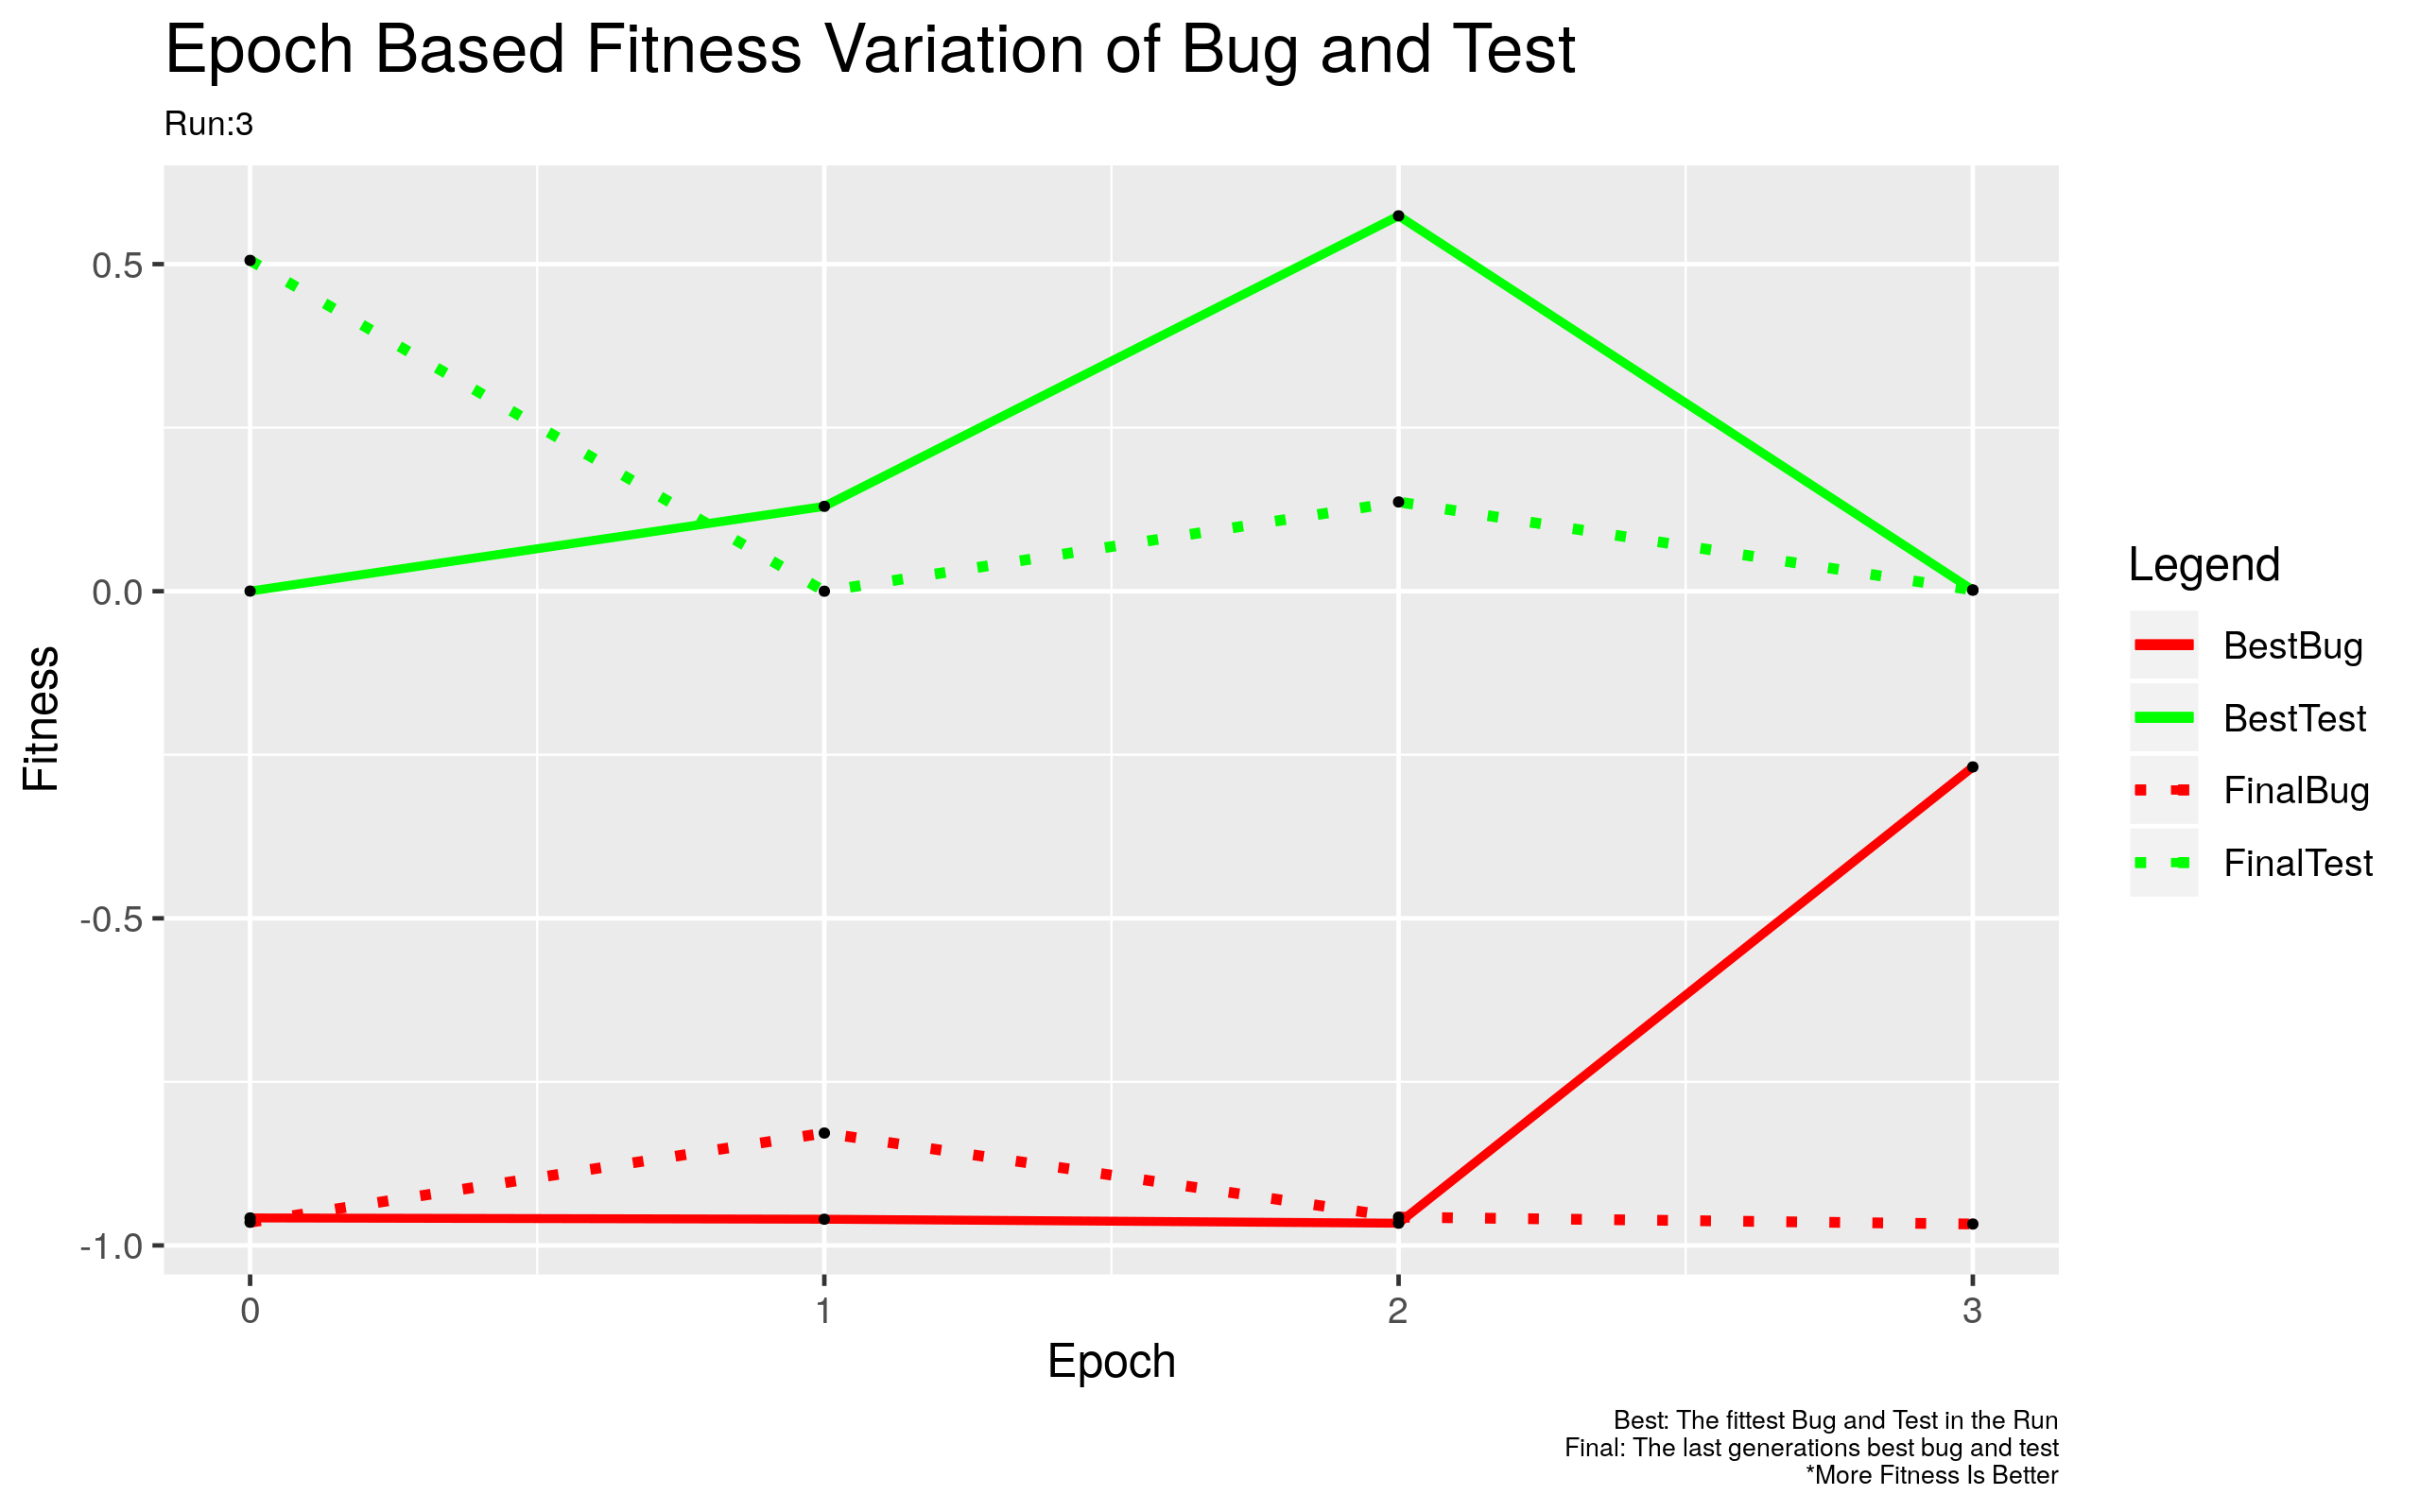 Epoch Based Fitness Variation of Bug and Test
Run:3
0.5
0.0
-0.5
-1.0
Fitness
0
1
2
3
Epoch
Legend
BestBug
BestTest
FinalBug
FinalTest
Best: The fittest Bug and Test in the Run
Final: The last generations best bug and test
*More Fitness Is Better